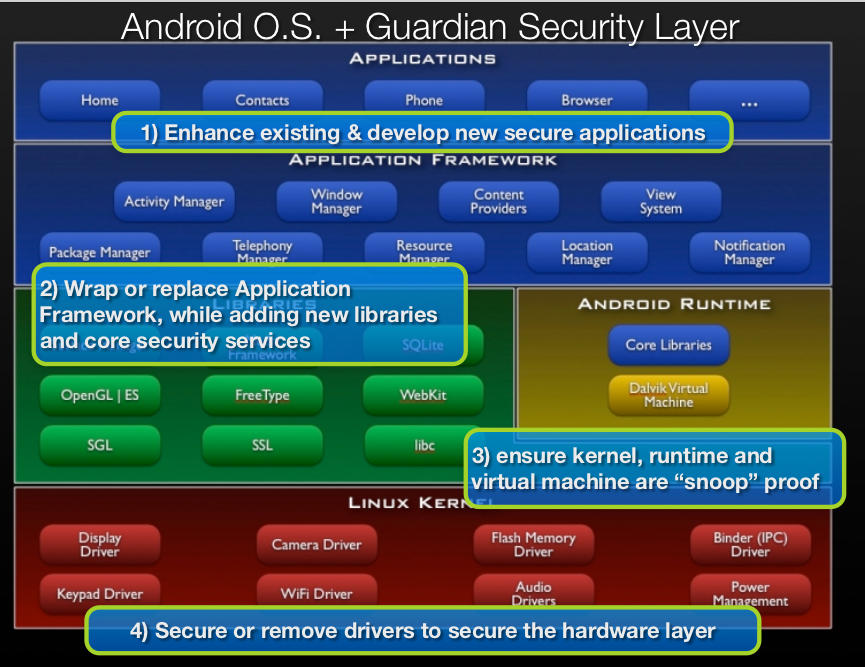 Android O.S. + Guardian Security Layer
APPLICATIONS
Home
Contacts
Phone
Browser
...
1) Enhance existing & develop new secure applications
APPLICATION FRAMEWORK
Activity Manager
Window
Manager
Content
Providers
View
System
Package Manager
Telephony
Manager
Resource
Manager
Location
Manager
Notification
Manager
2) Wrap or replace Application
Framework, while adding new libraries
and core security services
LIBRARIES
Framework
SQLite
OpenGL | ES
FreeType
WebKit
SGL
SSL
libc
ANDROID RUNTIME
Core Libraries
Dalvik Virtual
Machine
3) ensure kernel, runtime and
virtual machine are “snoop” proof
LINUX KERNEL
Display
Driver
Camera Driver
Flash Memory
Driver
Binder (IPC)
Driver
Keypad Driver
WiFi Driver
Audio
Drivers
Power
Management
4) Secure or remove drivers to secure the hardware layer